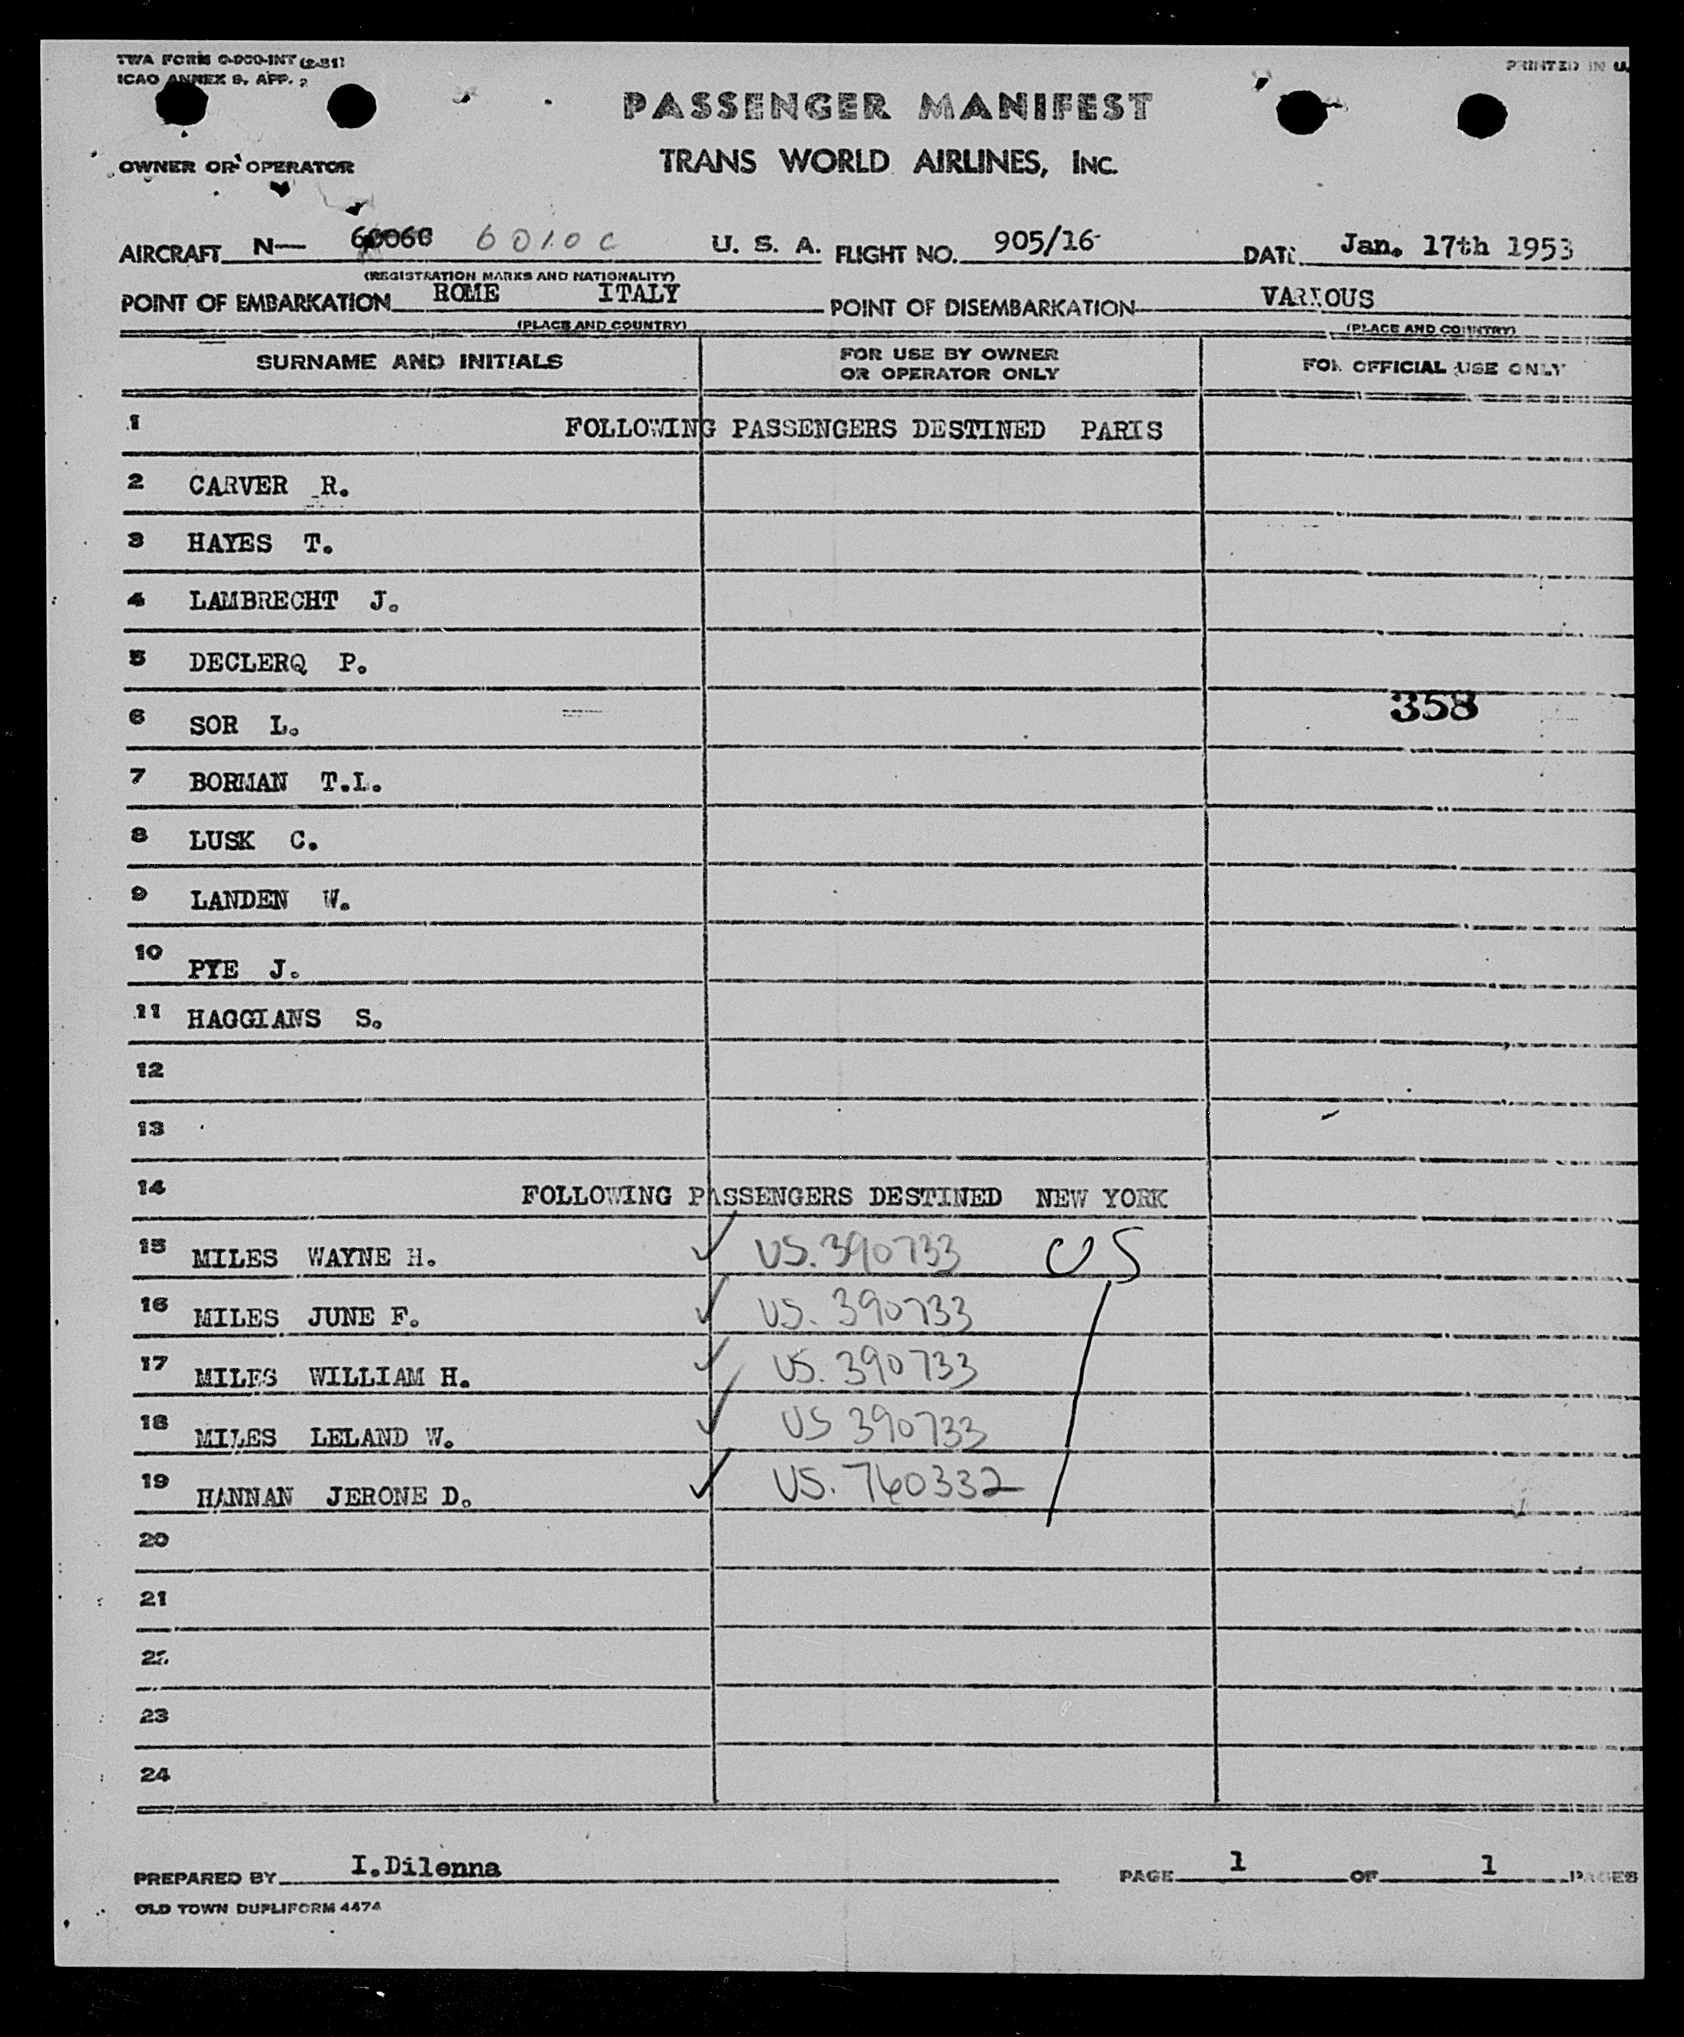 TWA FORM O-900-INT (2-51)
ICAO ANNEX 9, APP. 2
PRINTED IN U.
PASSENGER MANIFEST
OWNER OR OPERATOR
TRANS WORLD AIRLINES, INC.
AIRCRAFT N— 6006C 6010C U. S. A. FLIGHT NO. 905/16- DATE Jan. 17th 1953
(REGISTRATION MARKS AND NATIONALITY)
POINT OF EMBARKATION ROME ITALY POINT OF DISEMBARKATION VARIOUS
(PLACE AND COUNTRY) (PLACE AND COUNTRY)
SURNAME AND INITIALS FOR USE BY OWNER OR OPERATOR ONLY FOR OFFICIAL USE ONLY
1 FOLLOWING PASSENGERS DESTINED PARIS
2 CARVER R.
3 HAYES T.
4 LAMBRECHT J.
5 DECLERQ P.
6 SOR L. 358
7 BORMAN T.L.
8 LUSK C.
9 LANDEN W.
10 PYE J.
11 HAGGIANS S.
12
13
14 FOLLOWING PASSENGERS DESTINED NEW YORK
15 MILES WAYNE H. ✓ US. 390733 US
16 MILES JUNE F. ✓ US. 390733
17 MILES WILLIAM H. ✓ US. 390733
18 MILES LELAND W. ✓ US 390733
19 HANNAN JERONE D. ✓ US. 760332
20
21
22
23
24
PREPARED BY I.Dilenna PAGE 1 OF 1 PAGES
OLD TOWN DUPLIFORM 4474